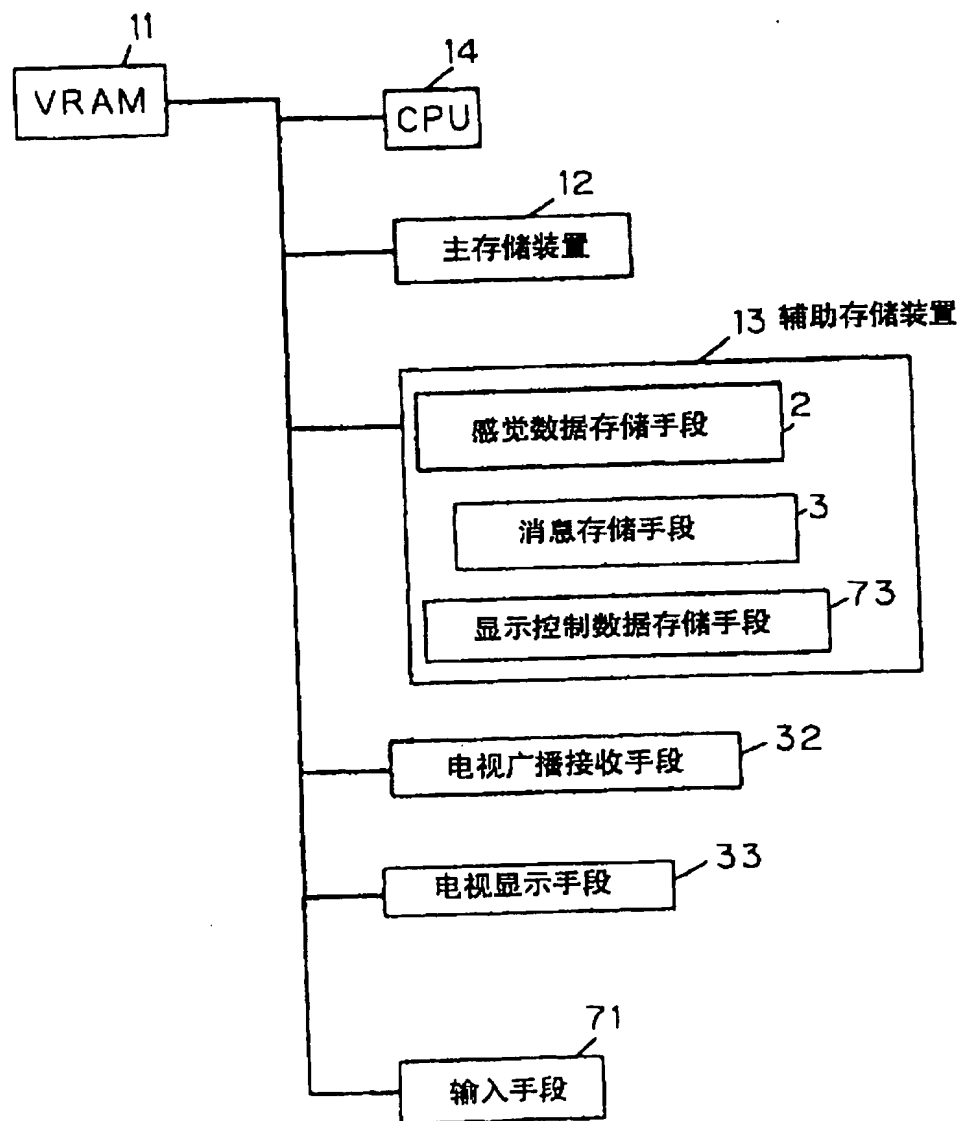 11
VRAM
14
CPU
12
主存储装置
13 辅助存储装置
感觉数据存储手段
2
消息存储手段
3
显示控制数据存储手段
73
电视广播接收手段
32
电视显示手段
33
71
输入手段